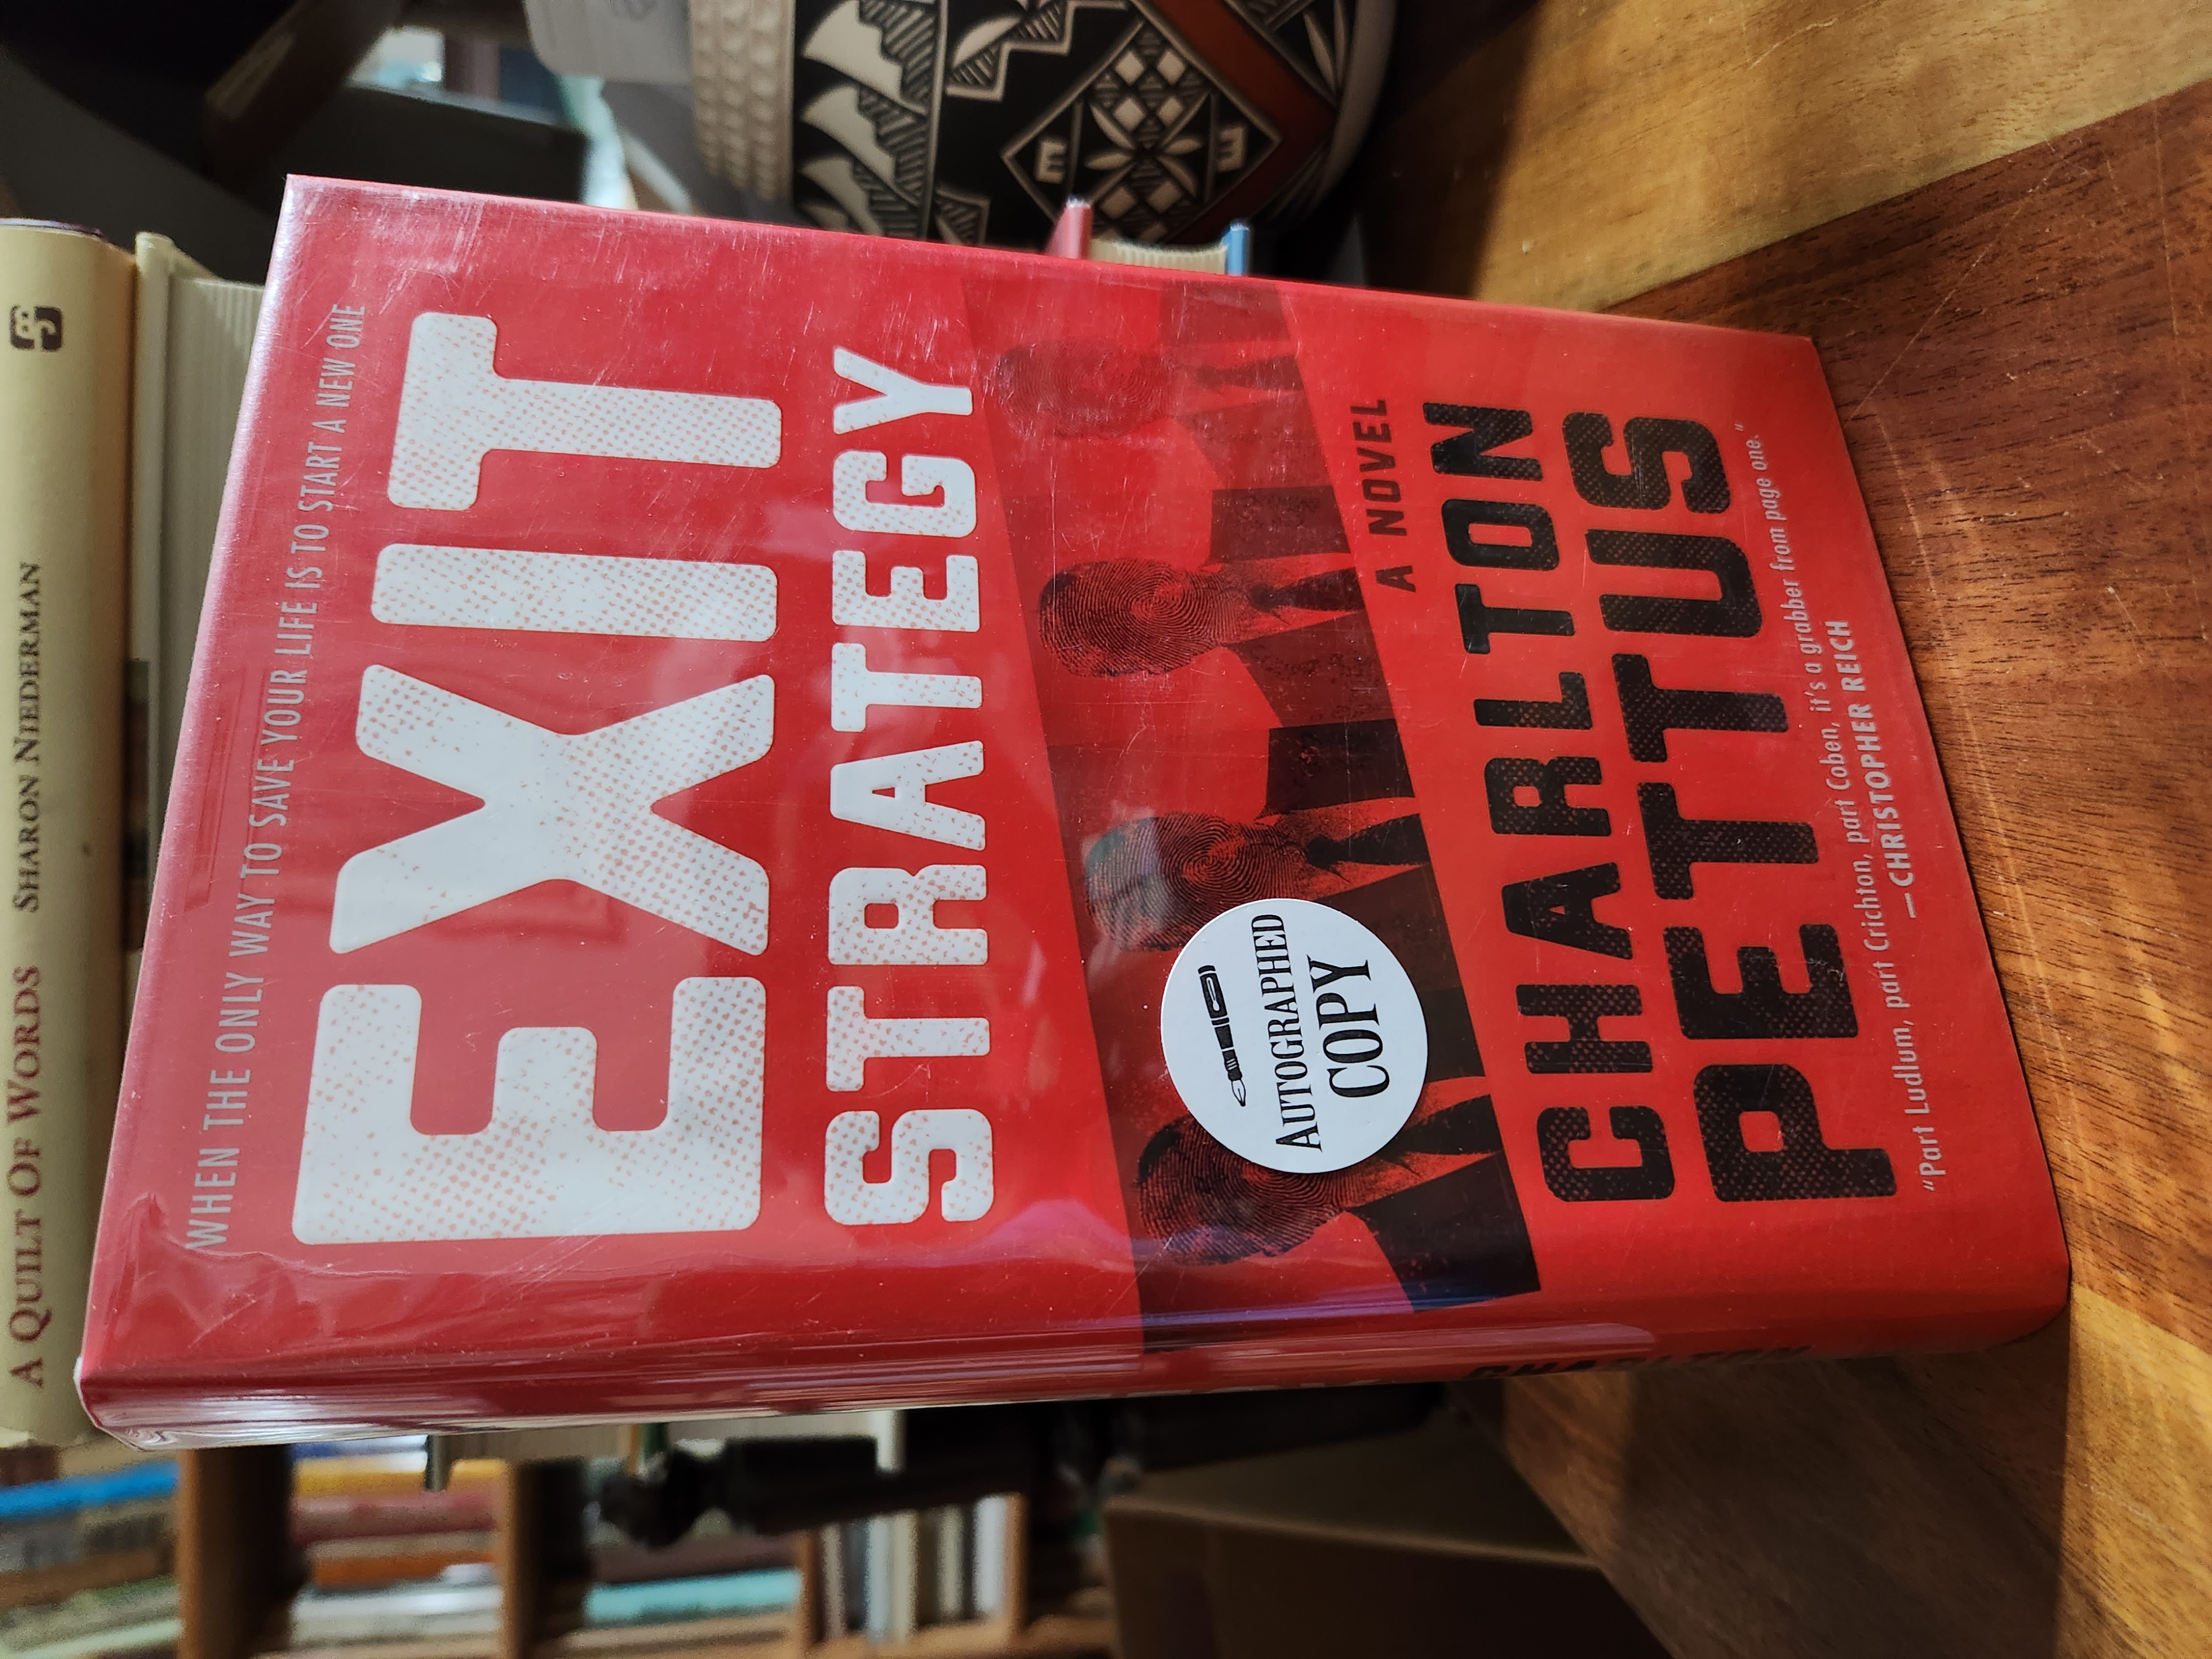 A QUILT OF WORDS SHARON NIEDERMAN
WHEN THE ONLY WAY TO SAVE YOUR LIFE IS TO START A NEW ONE
EXIT
STRATEGY
A NOVEL
AUTOGRAPHED
COPY
CHARLTON
PETTUS
"Part Ludlum, part Crichton, part Coben, it's a grabber from page one."
—CHRISTOPHER REICH
CHARLTON